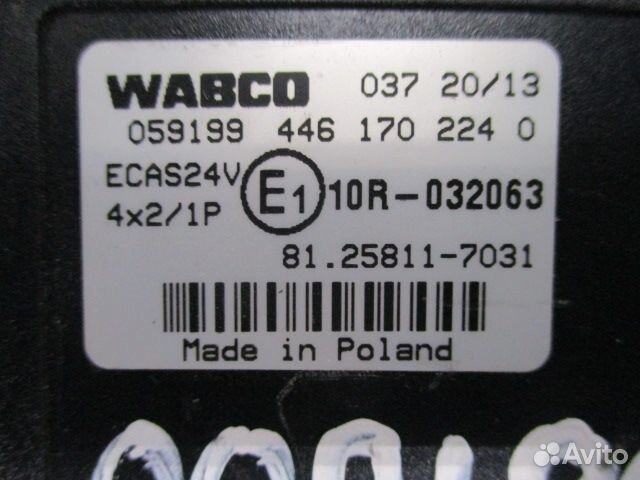 WABCO 037 20/13
059199 446 170 224 0
ECAS24V
4x2/1P
E1 10R-032063
81.25811-7031
Made in Poland
Avito